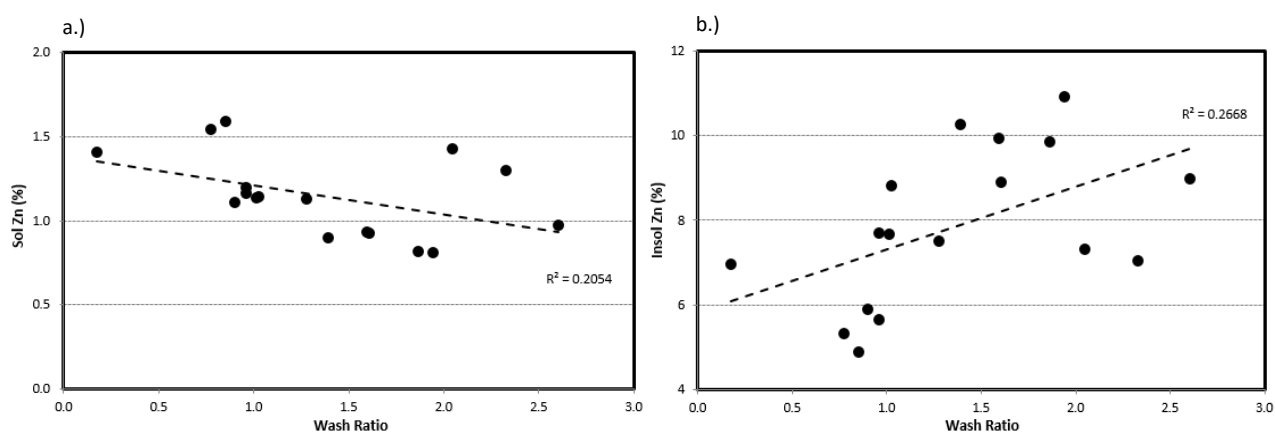 a.)
2.0
1.5
1.0
0.5
0.0
Sol Zn (%)
R² = 0.2054
0.0 0.5 1.0 1.5 2.0 2.5 3.0
Wash Ratio
b.)
12
10
8
6
4
Insol Zn (%)
R² = 0.2668
0.0 0.5 1.0 1.5 2.0 2.5 3.0
Wash Ratio